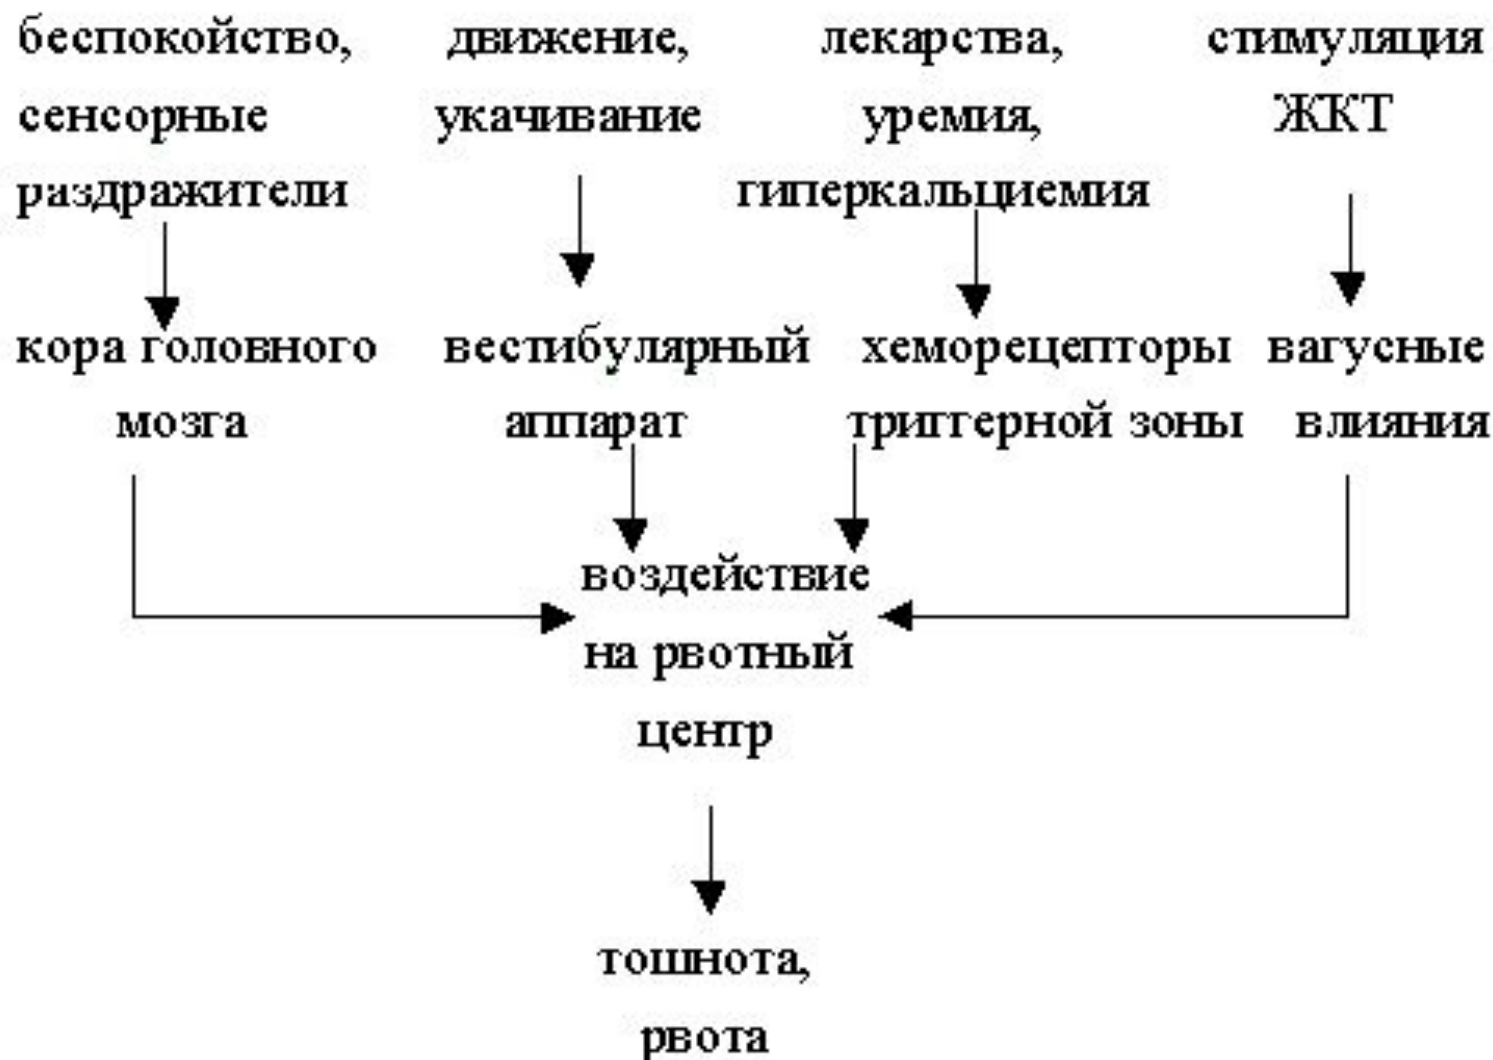 беспокойство,
сенсорные
раздражители
движение,
укачивание
лекарства,
уремия,
гиперкальциемия
стимуляция
ЖКТ
кора головного
мозга
вестибулярный
аппарат
хеморецепторы
триггерной зоны
вагусные
влияния
воздействие
на рвотный
центр
тошнота,
рвота